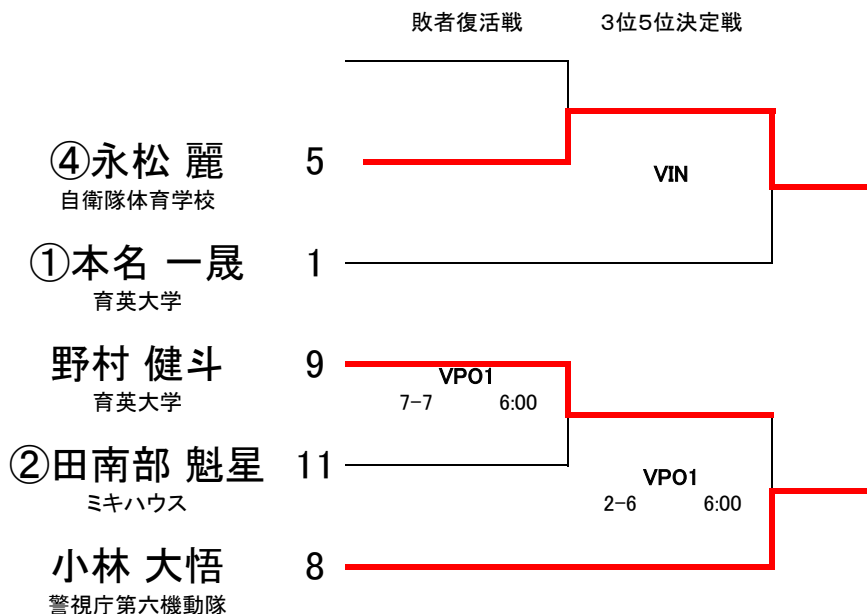 敗者復活戦 3位5位決定戦
④永松 麗 5
自衛隊体育学校
VIN
①本名 一晟 1
育英大学
野村 健斗 9
育英大学
VPO1
7-7 6:00
②田南部 魁星 11
ミキハウス
VPO1
2-6 6:00
小林 大悟 8
警視庁第六機動隊